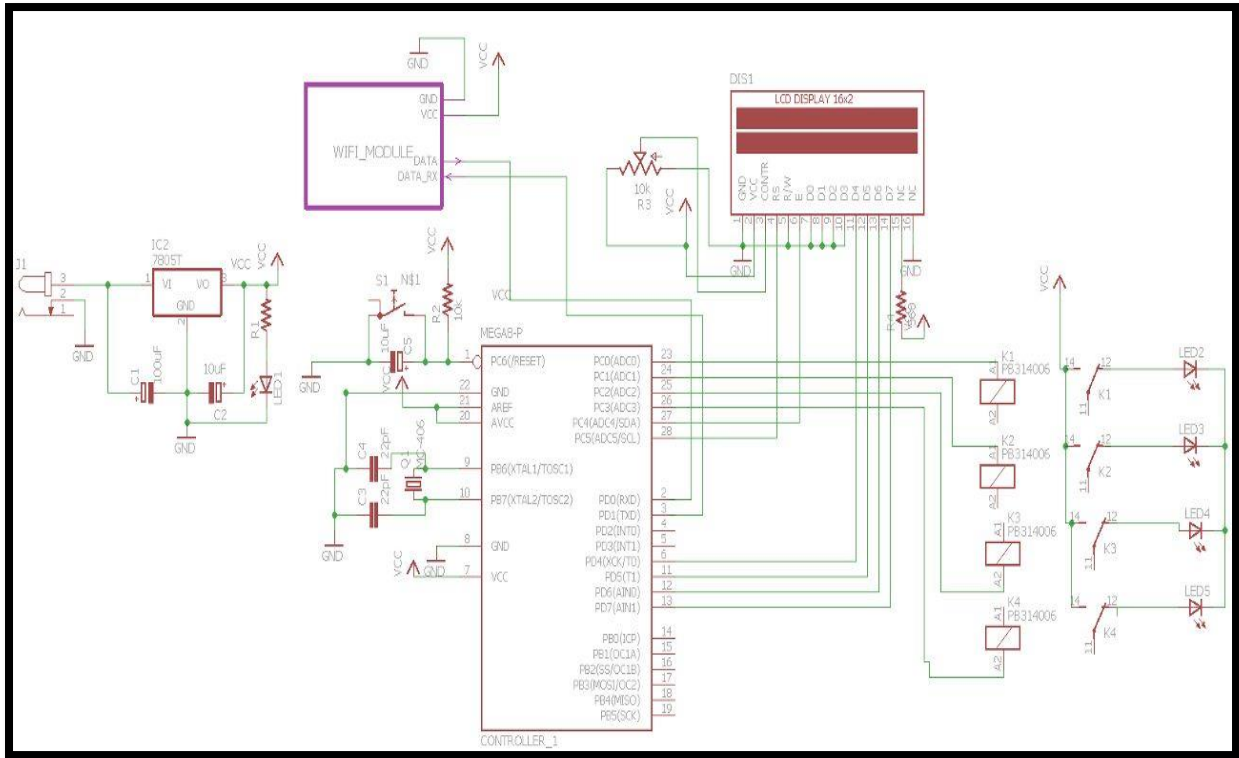 GND
VCC
GND
VCC
WIFI_MODULE
DATA
DATA_RX
DIS1
LCD DISPLAY 16x2
GND
VCC
CONTR
RS
R/W
E
D0
D1
D2
D3
D4
D5
D6
D7
NC
NC
1
2
3
4
5
6
7
8
9
10
11
12
13
14
15
16
10k
R3
VCC
GND
GND
R4
J1
3
2
1
GND
IC2
7805T
1
VI
VO
3
GND
2
VCC
VCC
R1
LED1
C1
100uF
10uF
C2
GND
S1
N$1
VCC
R2
10k
10uF
C5
GND
VCC
VCC
C4
22pF
C3
22pF
Q1
GND
GND
VCC
MEGA8-P
1
PC6(/RESET)
22
GND
21
AREF
20
AVCC
9
PB6(XTAL1/TOSC1)
10
PB7(XTAL2/TOSC2)
8
GND
7
VCC
PC0(ADC0)
23
PC1(ADC1)
24
PC2(ADC2)
25
PC3(ADC3)
26
PC4(ADC4/SDA)
27
PC5(ADC5/SCL)
28
PD0(RXD)
2
PD1(TXD)
3
PD2(INT0)
4
PD3(INT1)
5
PD4(XCK/T0)
6
PD5(T1)
11
PD6(AIN0)
12
PD7(AIN1)
13
PB0(ICP)
14
PB1(OC1A)
15
PB2(SS/OC1B)
16
PB3(MOSI/OC2)
17
PB4(MISO)
18
PB5(SCK)
19
CONTROLLER_1
K1
PB314006
A1
A2
K2
PB314006
A1
A2
K3
PB314006
A1
A2
K4
PB314006
A1
A2
VCC
14
12
11
K1
LED2
14
12
11
K2
LED3
14
12
11
K3
LED4
14
12
11
K4
LED5